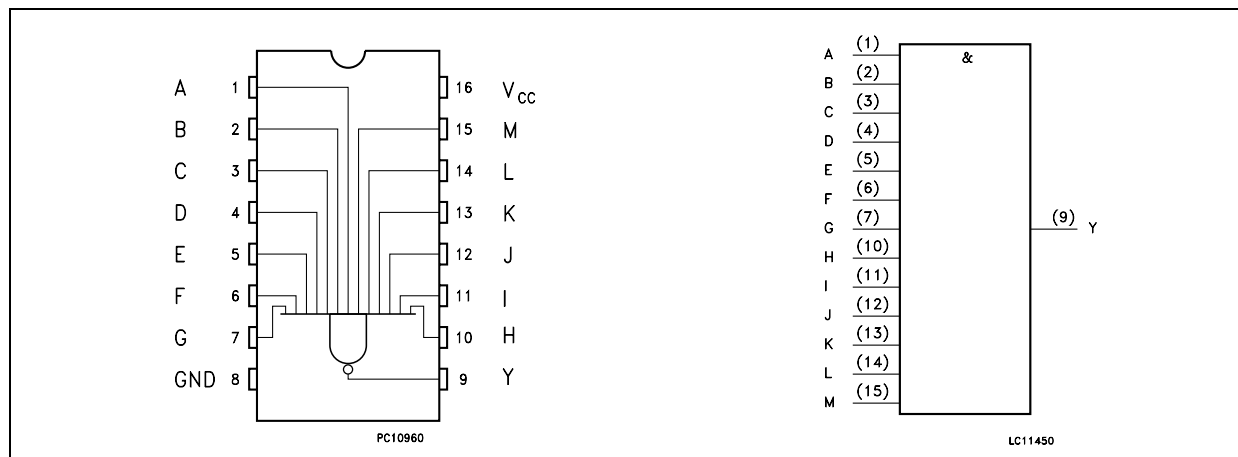 A 1 16 VCC
B 2 15 M
C 3 14 L
D 4 13 K
E 5 12 J
F 6 11 I
G 7 10 H
GND 8 9 Y
PC10960
&
A (1)
B (2)
C (3)
D (4)
E (5)
F (6)
G (7)
(9) Y
H (10)
I (11)
J (12)
K (13)
L (14)
M (15)
LC11450